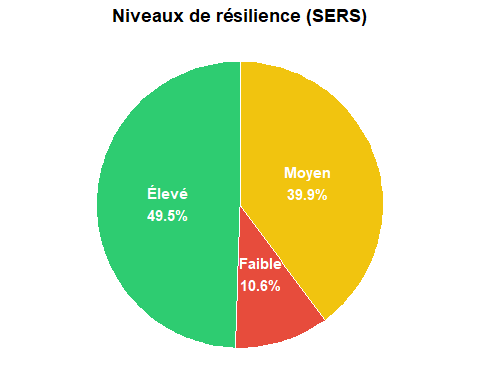 Niveaux de résilience (SERS)
Moyen
39.9%
Élevé
49.5%
Faible
10.6%